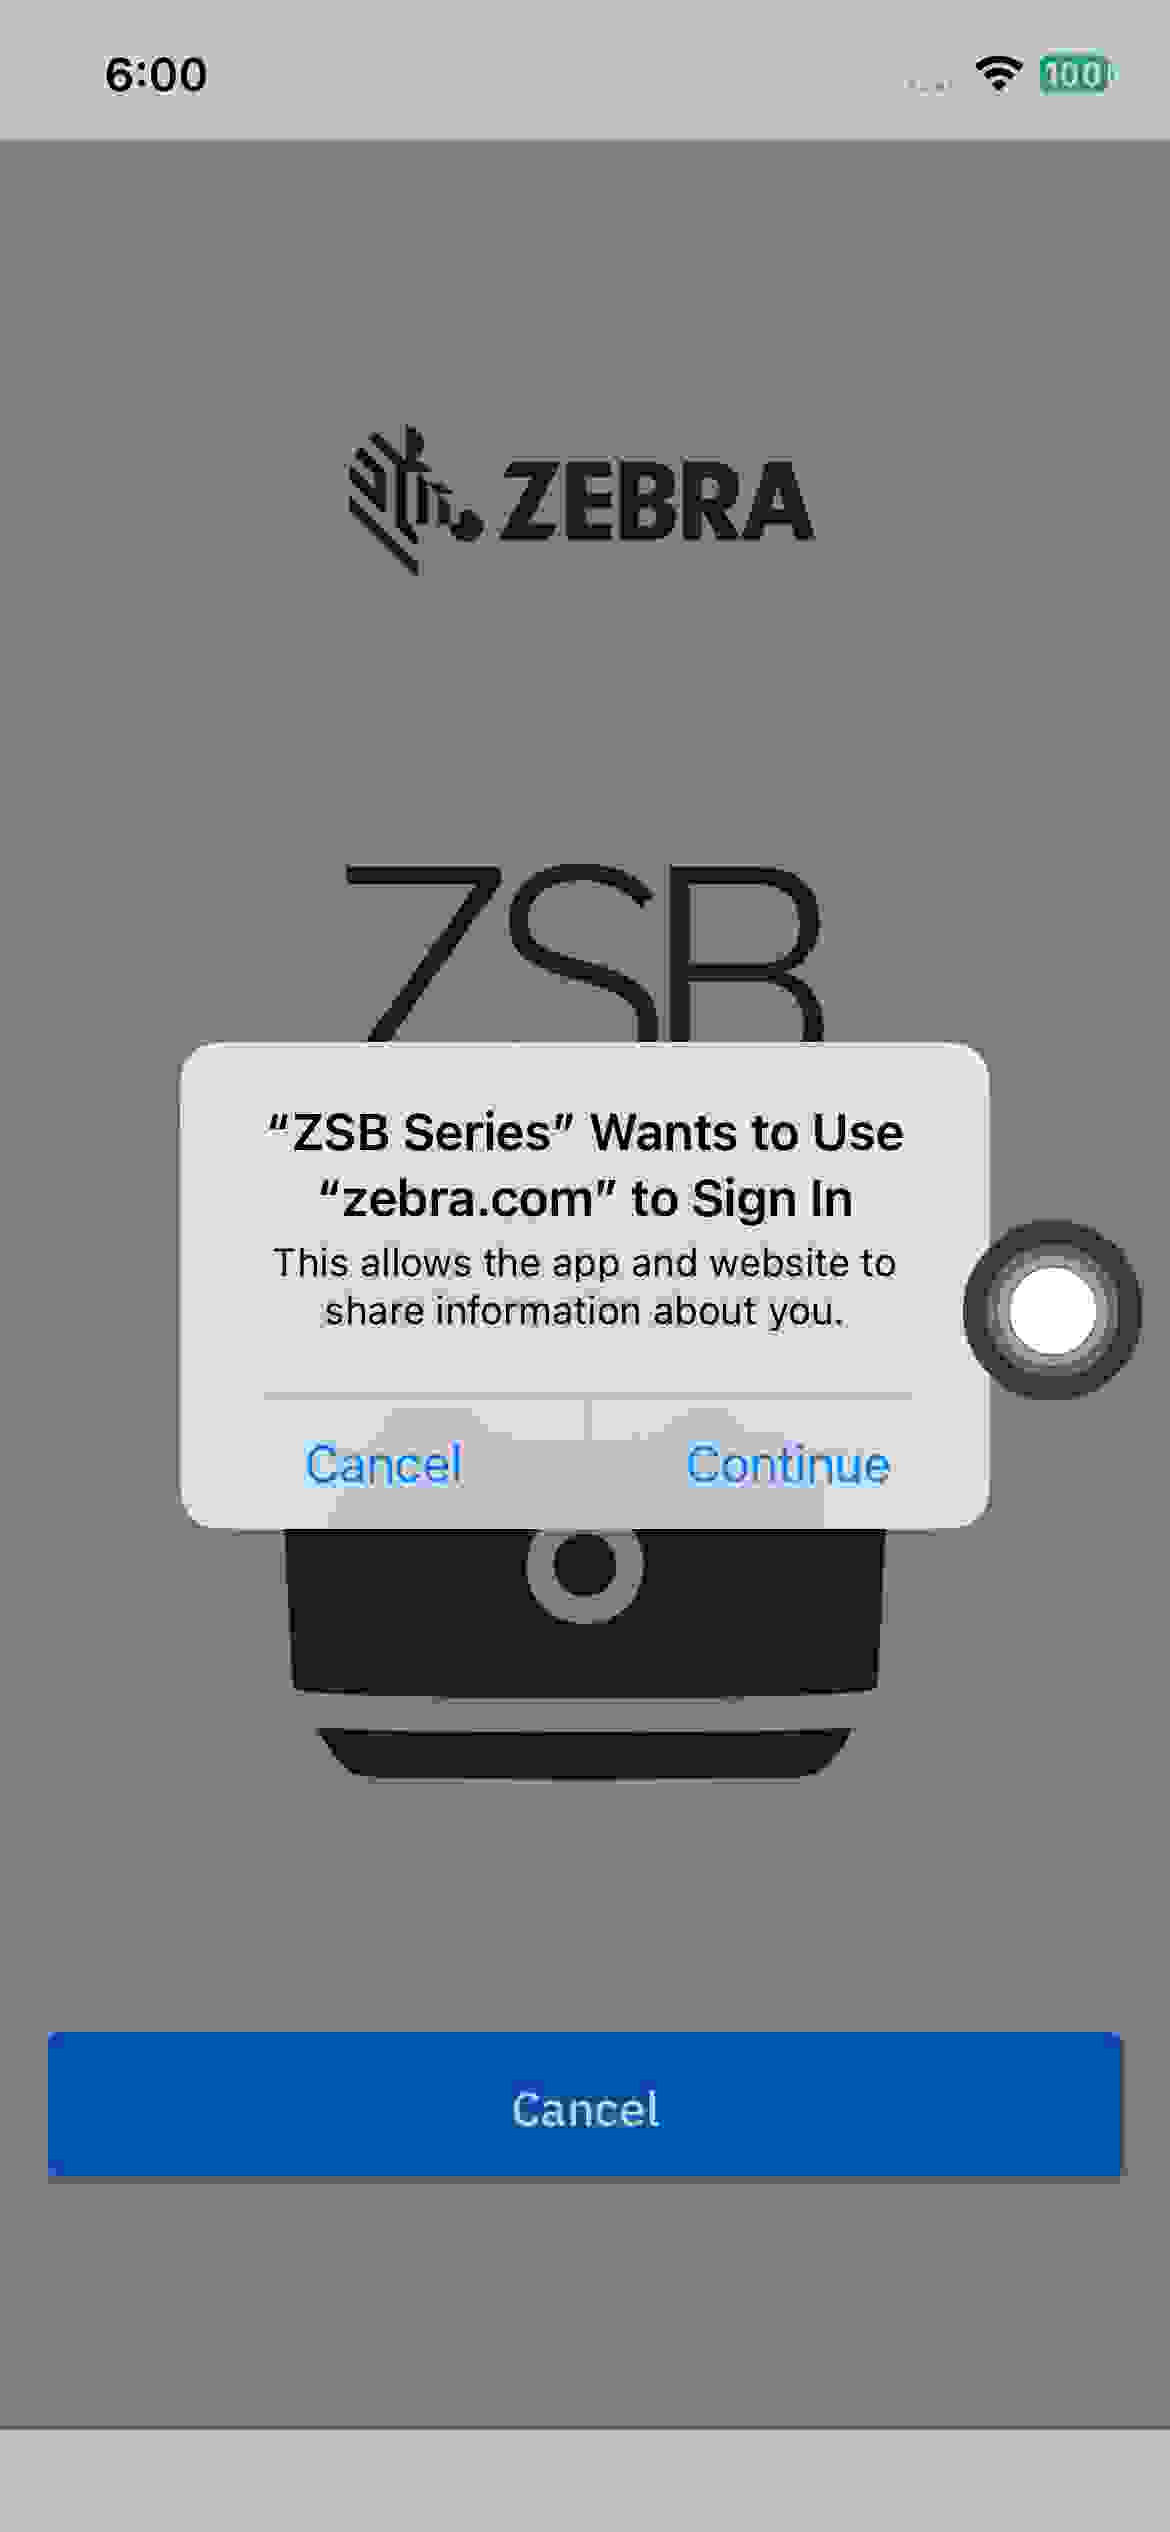 6:00
100
ZEBRA
ZSB
“ZSB Series” Wants to Use
“zebra.com” to Sign In
This allows the app and website to
share information about you.
Cancel
Continue
Cancel